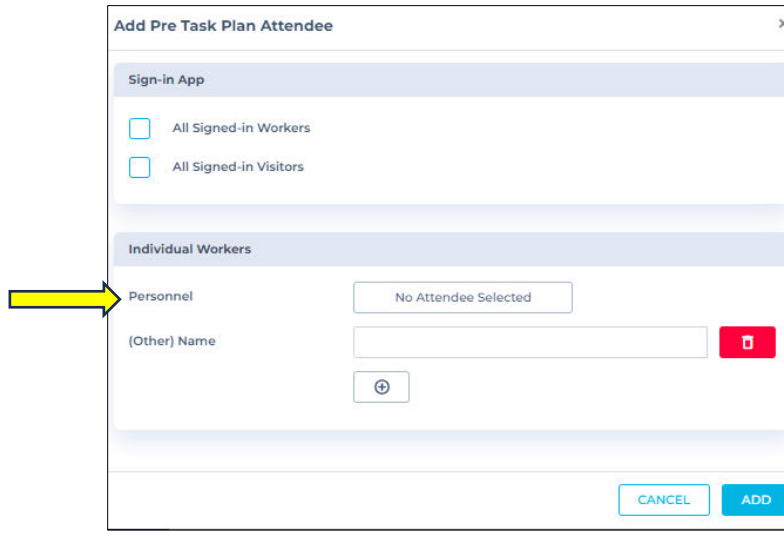 Add Pre Task Plan Attendee
Sign-in App
All Signed-in Workers
All Signed-in Visitors
Individual Workers
Personnel No Attendee Selected
(Other) Name
CANCEL ADD